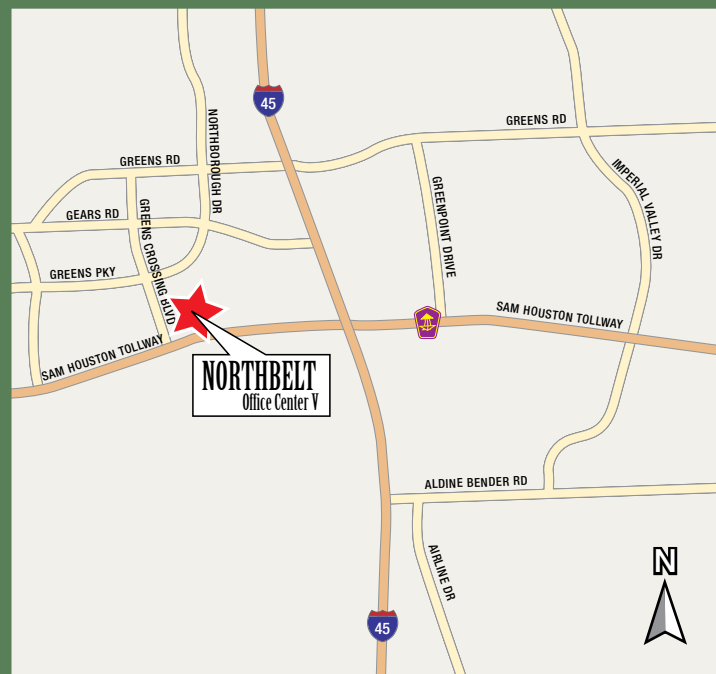 45
GREENS RD
NORTHBOROUGH DR
GREENS RD
IMPERIAL VALLEY DR
GREENPOINT DRIVE
GEARS RD
GREENS CROSSING BLVD
GREENS PKY
SAM HOUSTON TOLLWAY
SAM HOUSTON TOLLWAY
NORTHBELT
Office Center V
ALDINE BENDER RD
AIRLINE DR
N
45